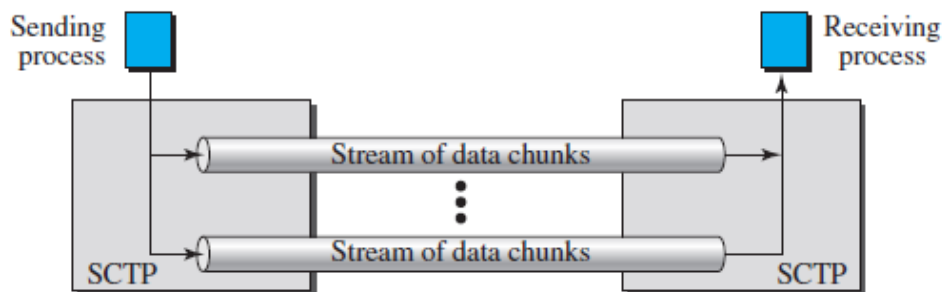 Sending
process
Receiving
process
Stream of data chunks
Stream of data chunks
SCTP
SCTP